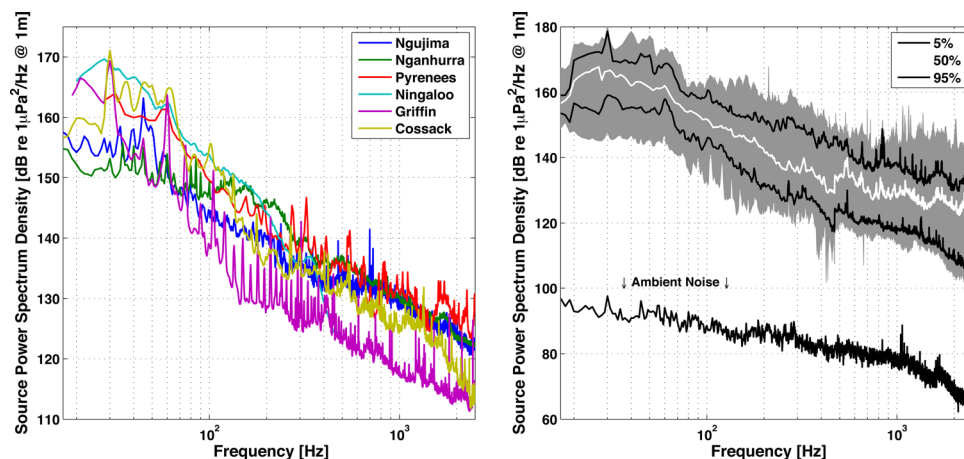 Source Power Spectrum Density [dB re 1μPa²/Hz @ 1m]
170
160
150
140
130
120
110
10²
10³
Frequency [Hz]
Ngujima
Nganhurra
Pyrenees
Ningaloo
Griffin
Cossack
Source Power Spectrum Density [dB re 1μPa²/Hz @ 1m]
180
160
140
120
100
80
60
10²
10³
Frequency [Hz]
5%
50%
95%
↓ Ambient Noise ↓